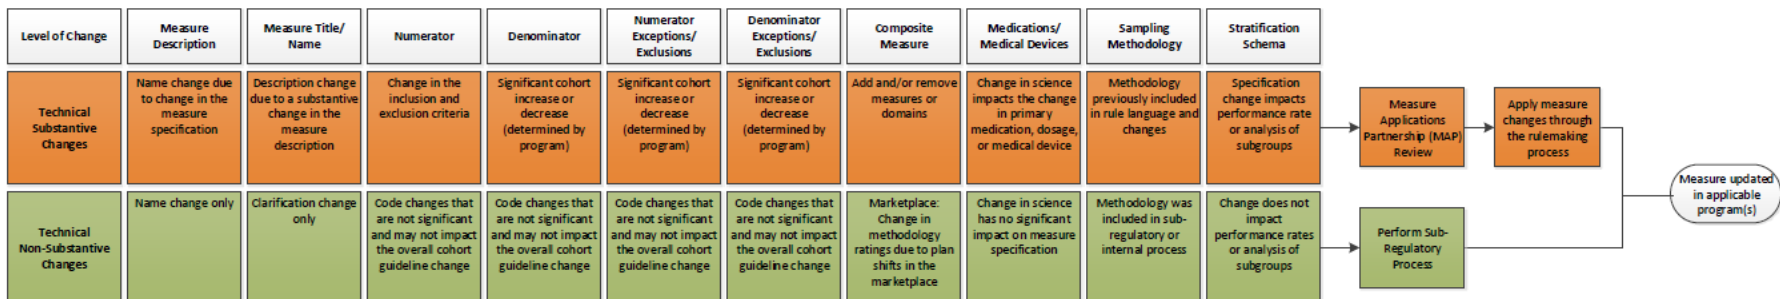 Level of Change
Measure
Description
Measure Title/
Name
Numerator
Denominator
Numerator
Exceptions/
Exclusions
Denominator
Exceptions/
Exclusions
Composite
Measure
Medications/
Medical Devices
Sampling
Methodology
Stratification
Schema
Technical
Substantive
Changes
Name change due
to change in the
measure
specification
Description change
due to a substantive
change in the
measure
description
Change in the
inclusion and
exclusion criteria
Significant cohort
increase or
decrease
(determined by
program)
Significant cohort
increase or
decrease
(determined by
program)
Significant cohort
increase or
decrease
(determined by
program)
Add and/or remove
measures or
domains
Change in science
impacts the change
in primary
medication, dosage,
or medical device
Methodology
previously included
in rule language and
changes
Specification
change impacts
performance rate
or analysis of
subgroups
Measure
Applications
Partnership (MAP)
Review
Apply measure
changes through
the rulemaking
process
Technical
Non-Substantive
Changes
Name change only
Clarification change
only
Code changes that
are not significant
and may not impact
the overall cohort
guideline change
Code changes that
are not significant
and may not impact
the overall cohort
guideline change
Code changes that
are not significant
and may not impact
the overall cohort
guideline change
Code changes that
are not significant
and may not impact
the overall cohort
guideline change
Marketplace:
Change in
methodology
ratings due to plan
shifts in the
marketplace
Change in science
has no significant
impact on measure
specification
Methodology was
included in sub-
regulatory or
internal process
Change does not
impact
performance rates
or analysis of
subgroups
Perform Sub-
Regulatory
Process
Measure updated
in applicable
program(s)